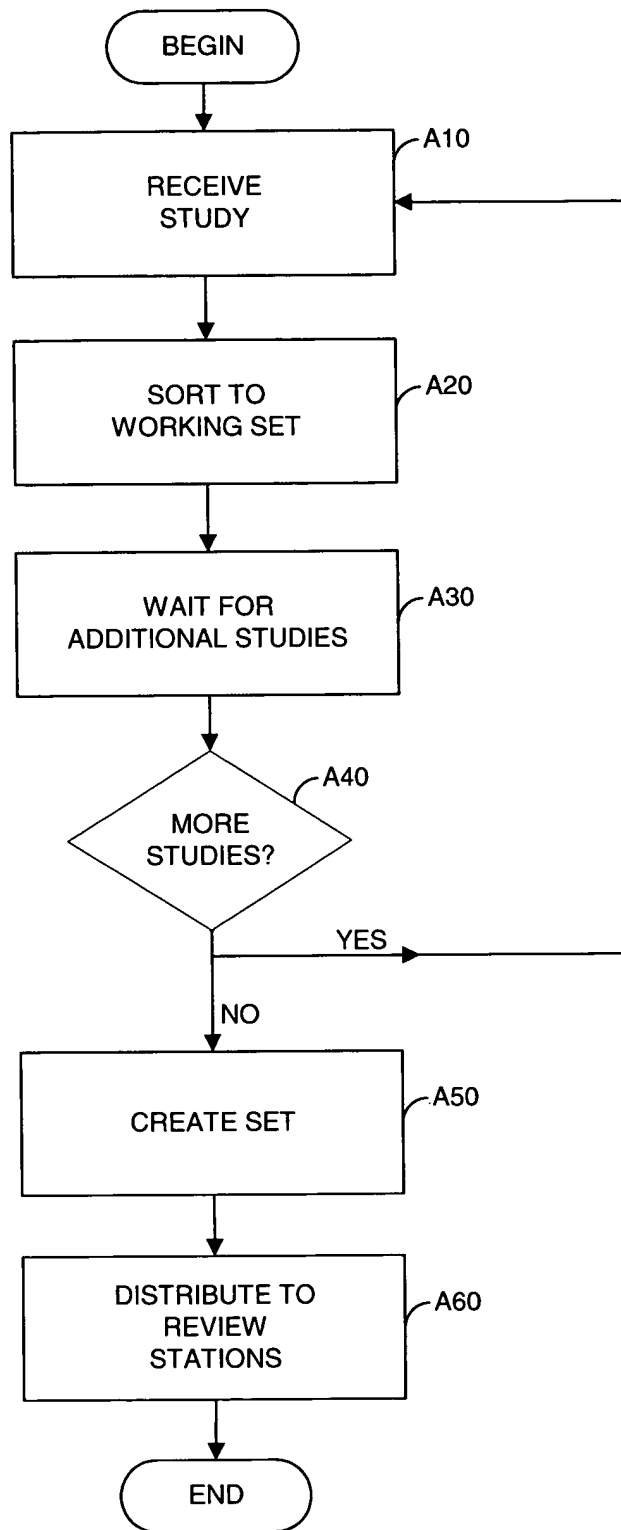 BEGIN
A10
RECEIVE
STUDY
A20
SORT TO
WORKING SET
A30
WAIT FOR
ADDITIONAL STUDIES
A40
MORE
STUDIES?
YES
NO
A50
CREATE SET
A60
DISTRIBUTE TO
REVIEW
STATIONS
END